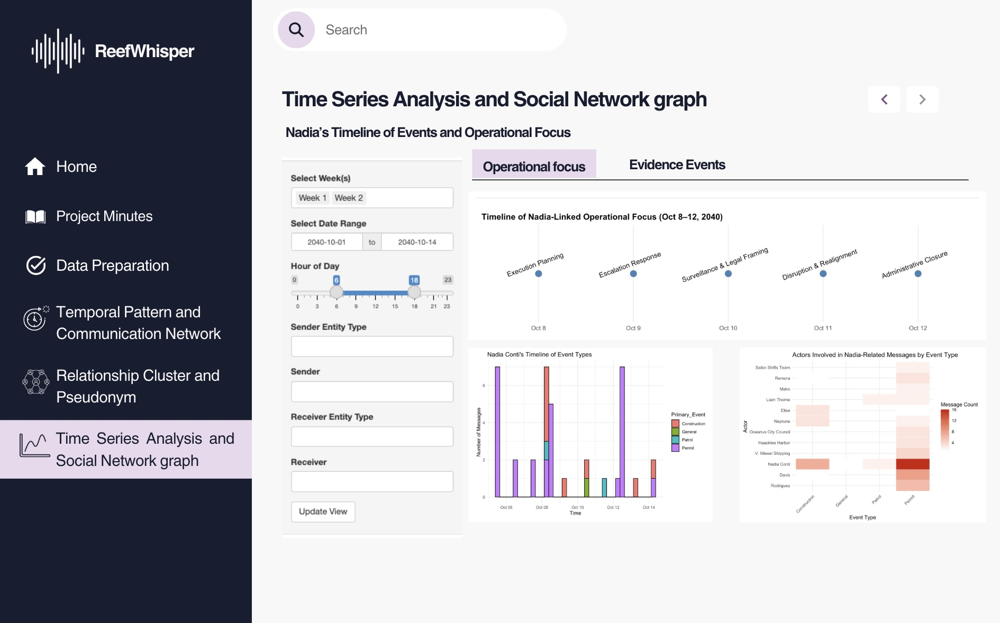 ReefWhisper
Search
Home
Project Minutes
Data Preparation
Temporal Pattern and
Communication Network
Relationship Cluster and
Pseudonym
Time Series Analysis and
Social Network graph
Time Series Analysis and Social Network graph
Nadia's Timeline of Events and Operational Focus
Select Week(s)
Week 1 Week 2
Select Date Range
2040-10-01 to 2040-10-14
Hour of Day
0 6 18 23
0 3 6 9 12 15 18 21 23
Sender Entity Type
Sender
Receiver Entity Type
Receiver
Update View
Operational focus Evidence Events
Timeline of Nadia-Linked Operational Focus (Oct 8–12, 2040)
Execution Planning
Escalation Response
Surveillance & Legal Framing
Disruption & Realignment
Administrative Closure
Oct 8 Oct 9 Oct 10 Oct 11 Oct 12
Nadia Conti's Timeline of Event Types
Number of Messages
6
4
2
0
Oct 06 Oct 08 Oct 10 Oct 12 Oct 14
Time
Primary_Event
Construction
General
Patrol
Permit
Actors Involved in Nadia-Related Messages by Event Type
Actor
Sailor Shifts Team
Remora
Mako
Liam Thorne
Elise
Neptune
Oceanus City Council
Haacklee Harbor
V. Miesel Shipping
Nadia Conti
Davis
Rodriguez
Construction
General
Patrol
Permit
Event Type
Message Count
16
12
8
4